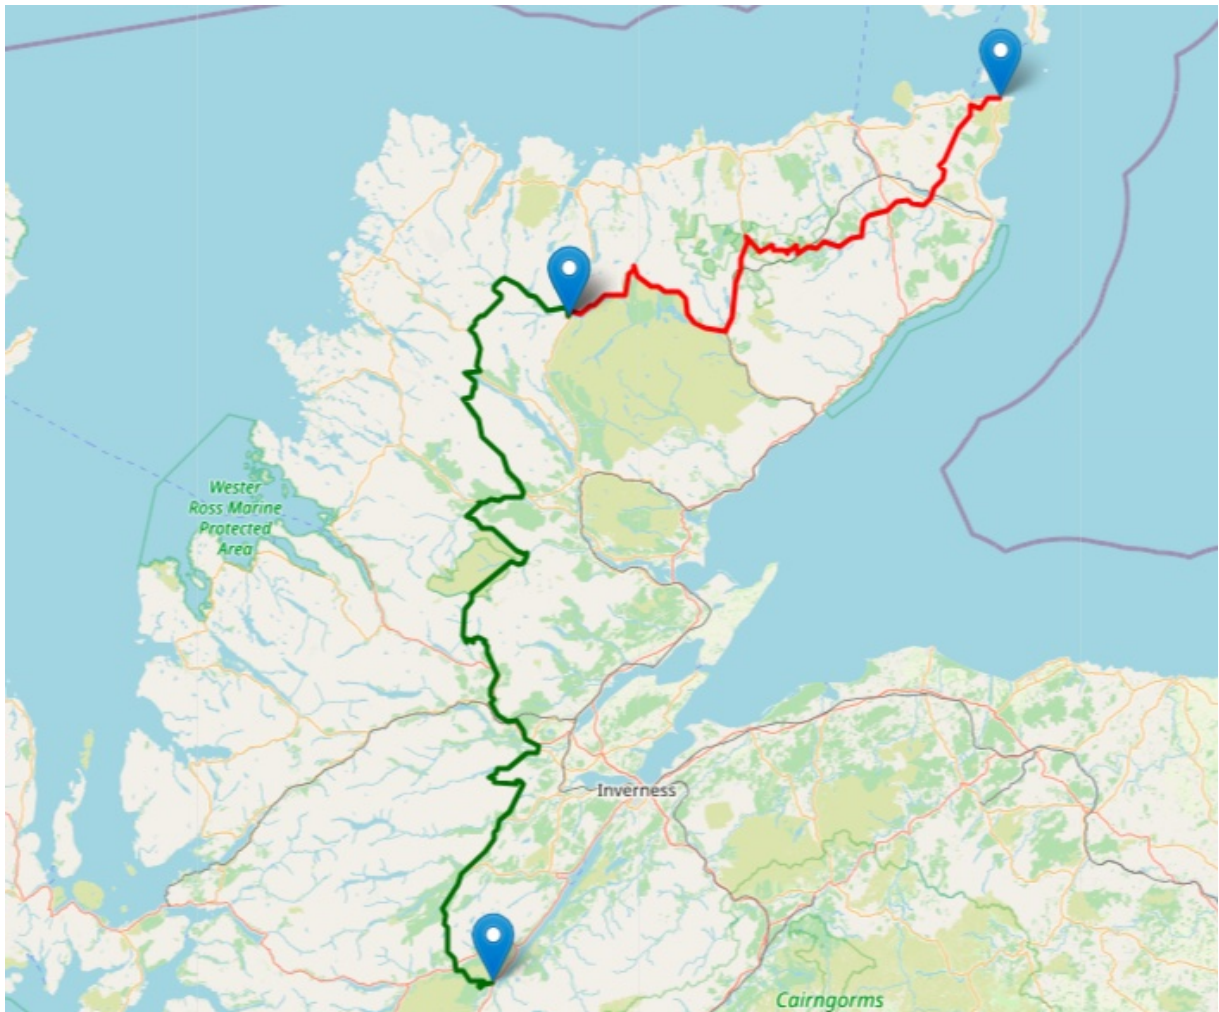 Wester
Ross Marine
Protected
Area
Inverness
Cairngorms